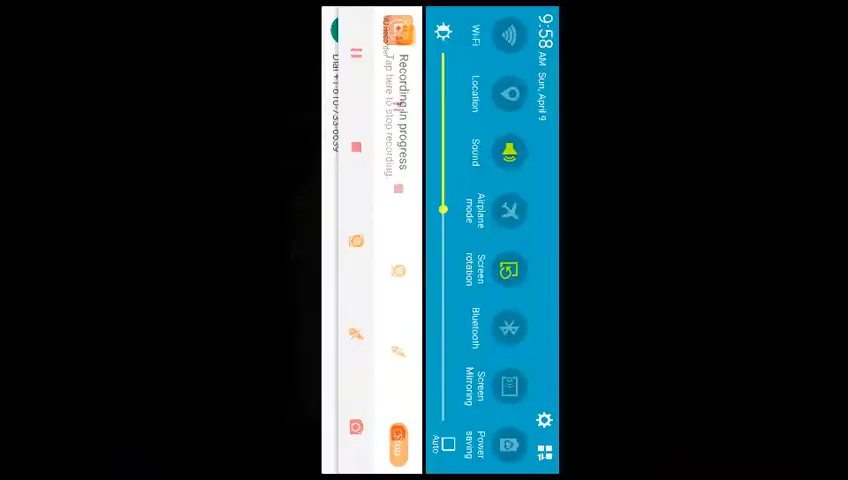 9:58 AM Sun, April 9
Wi-Fi
Location
Sound
Airplane mode
Screen rotation
Bluetooth
Screen Mirroring
Power saving
Auto
Recording in progress
Tap here to stop recording.
Stop